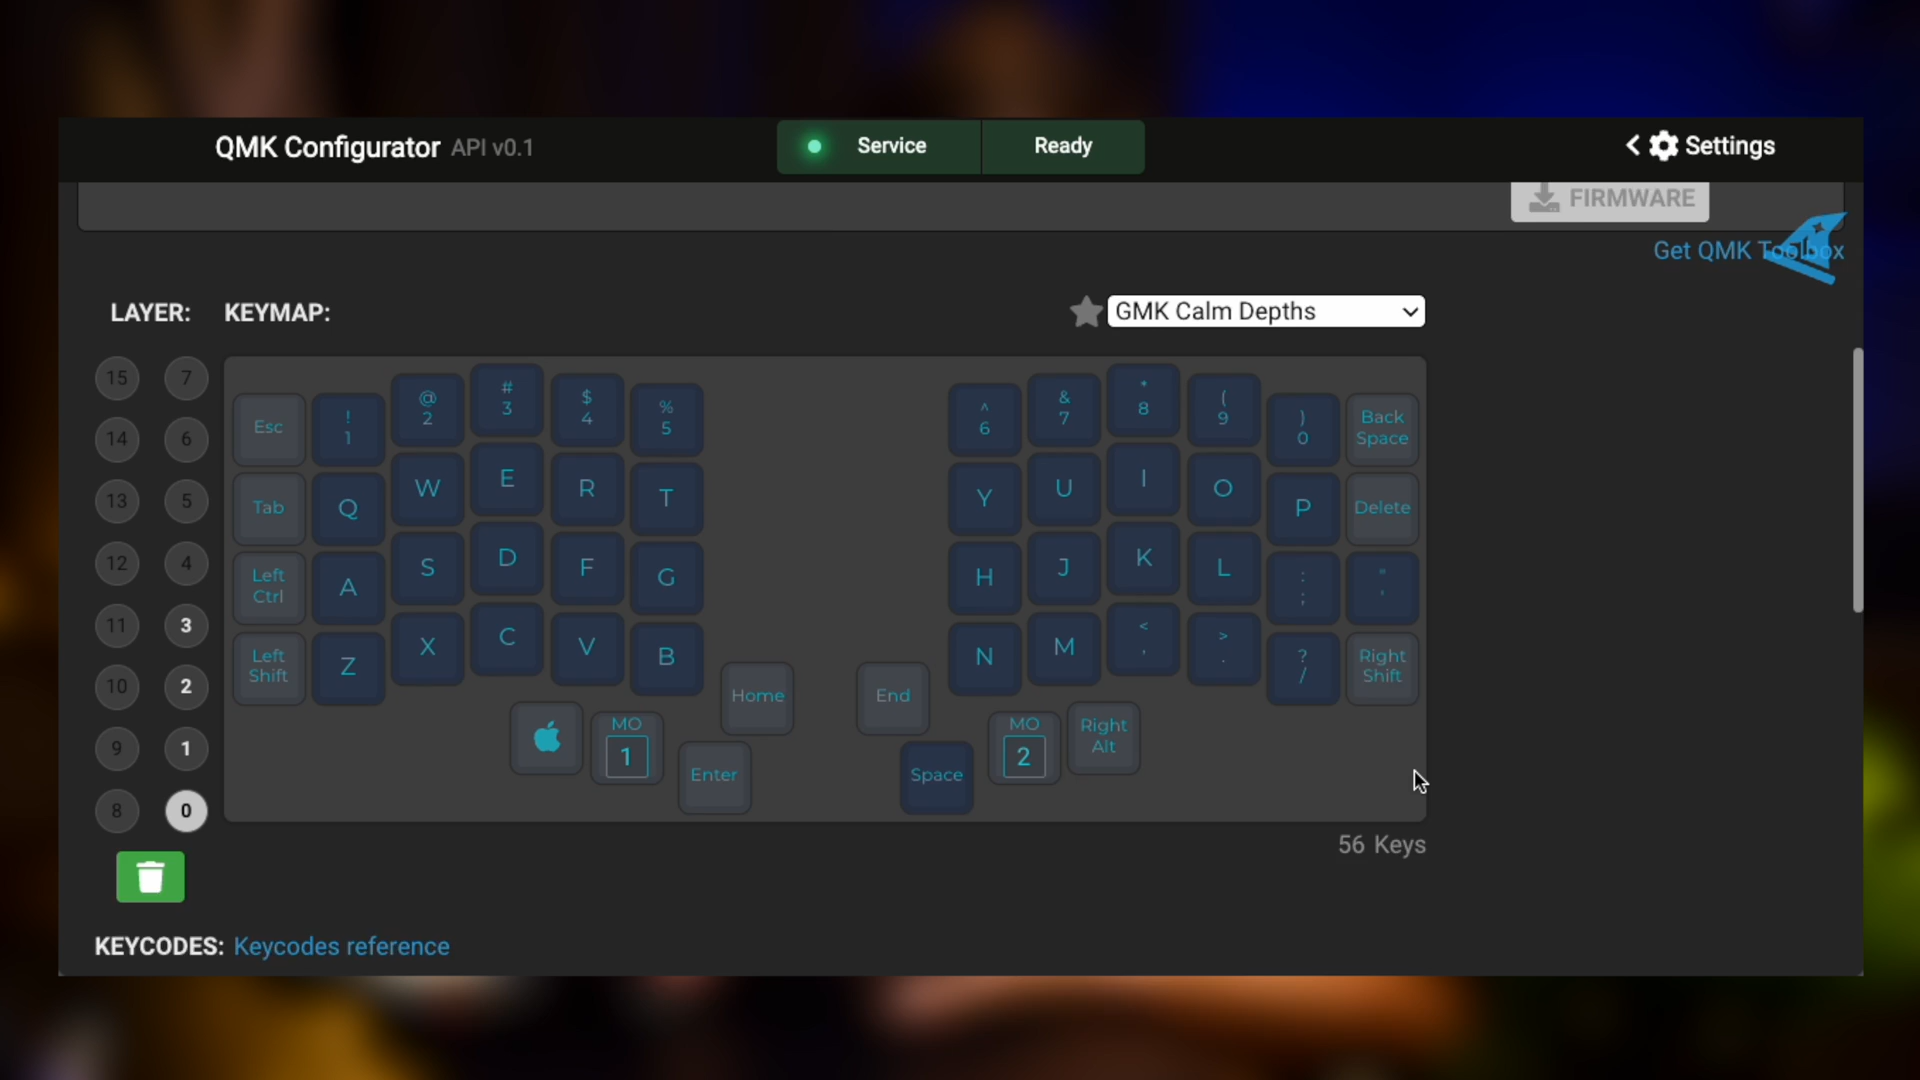 QMK Configurator API v0.1
Service Ready
Settings
FIRMWARE
Get QMK Toolbox
LAYER: KEYMAP: GMK Calm Depths
15 7
14 6
13 5
12 4
11 3
10 2
9 1
8 0
Esc ! 1 @ 2 # 3 $ 4 % 5 ^ 6 & 7 * 8 ( 9 ) 0 Back Space
Tab Q W E R T Y U I O P Delete
Left Ctrl A S D F G H J K L : ; " '
Left Shift Z X C V B N M < , > . ? / Right Shift
Home End
MO 1 MO 2 Right Alt
Enter Space
56 Keys
KEYCODES: Keycodes reference